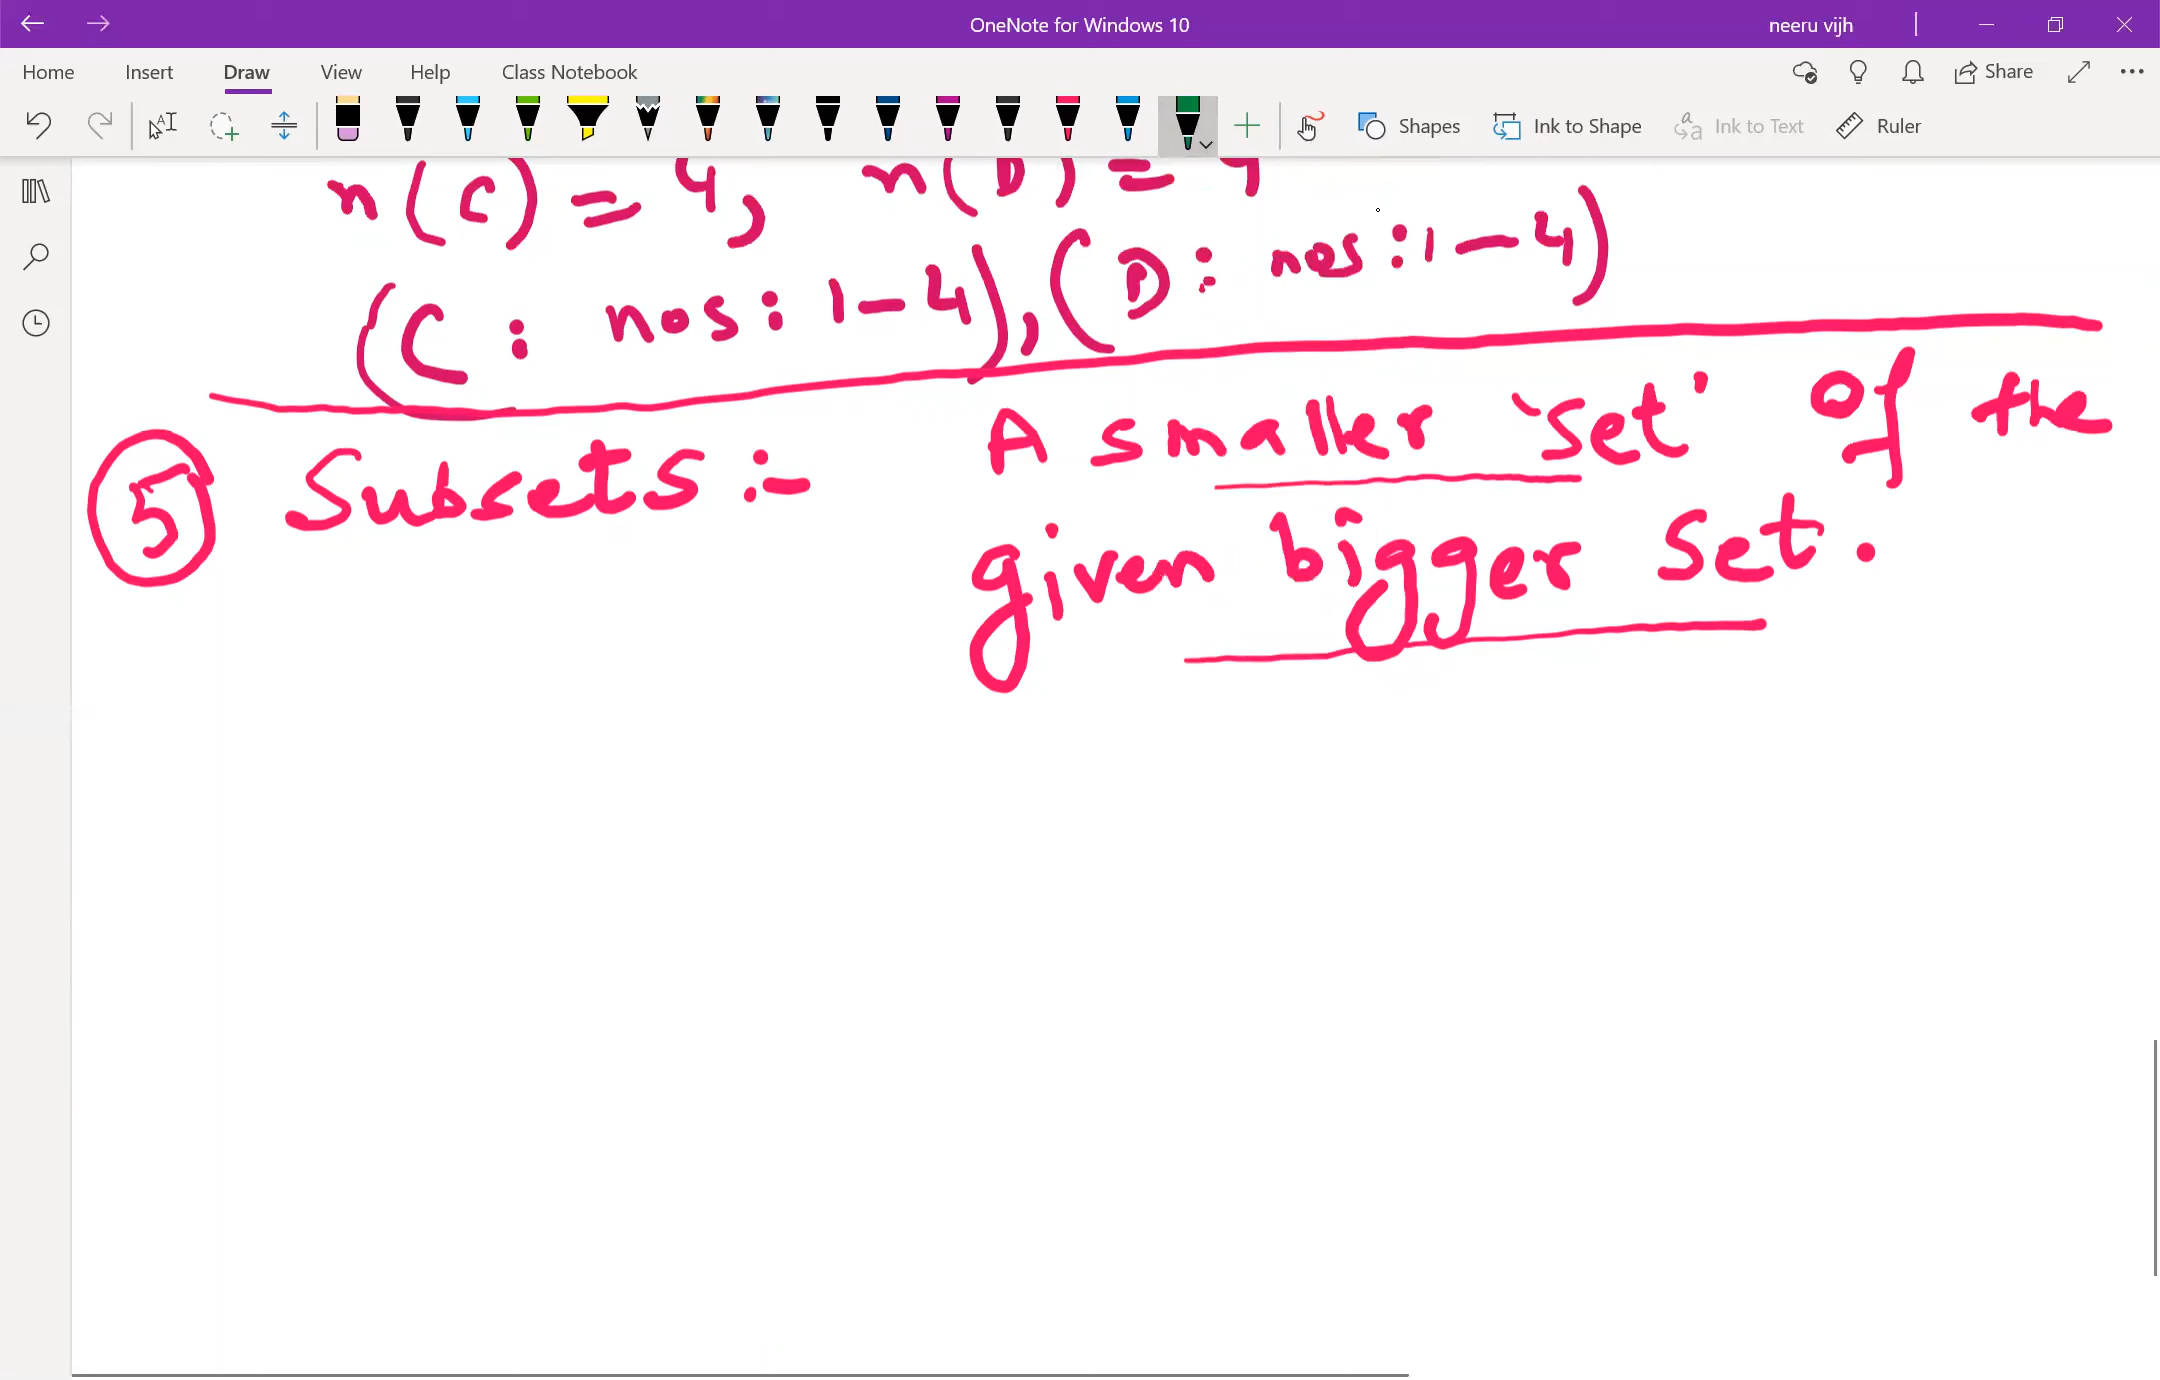 OneNote for Windows 10
neeru vijh
Home Insert Draw View Help Class Notebook
Share
Shapes Ink to Shape Ink to Text Ruler
n(C) = 4, n(D) = 4
(C : nos: 1-4), (D: nos: 1-4)
5 Subsets :- A smaller 'Set' of the
given bigger Set.